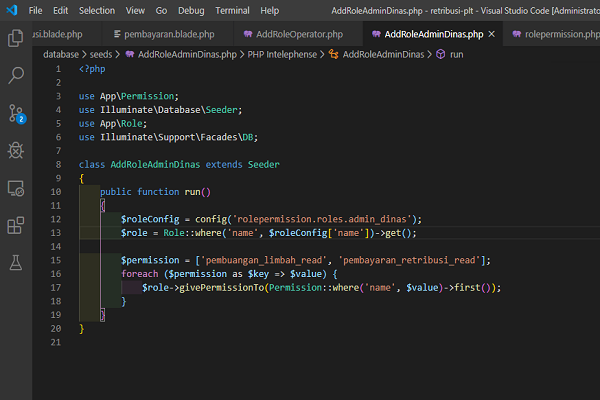 File Edit Selection View Go Run Terminal Help AddRoleAdminDinas.php - retribusi-plt - Visual Studio Code [Administrato
usi.blade.php pembayaran.blade.php AddRoleOperator.php AddRoleAdminDinas.php rolepermission.php
database > seeds > AddRoleAdminDinas.php > PHP Intelephense > AddRoleAdminDinas > run
1 <?php
2
3 use App\Permission;
4 use Illuminate\Database\Seeder;
5 use App\Role;
6 use Illuminate\Support\Facades\DB;
7
8 class AddRoleAdminDinas extends Seeder
9 {
10 public function run()
11 {
12 $roleConfig = config('rolepermission.roles.admin_dinas');
13 $role = Role::where('name', $roleConfig['name'])->get();
14
15 $permission = ['pembuangan_limbah_read', 'pembayaran_retribusi_read'];
16 foreach ($permission as $key => $value) {
17 $role->givePermissionTo(Permission::where('name', $value)->first());
18 }
19 }
20 }
21
2